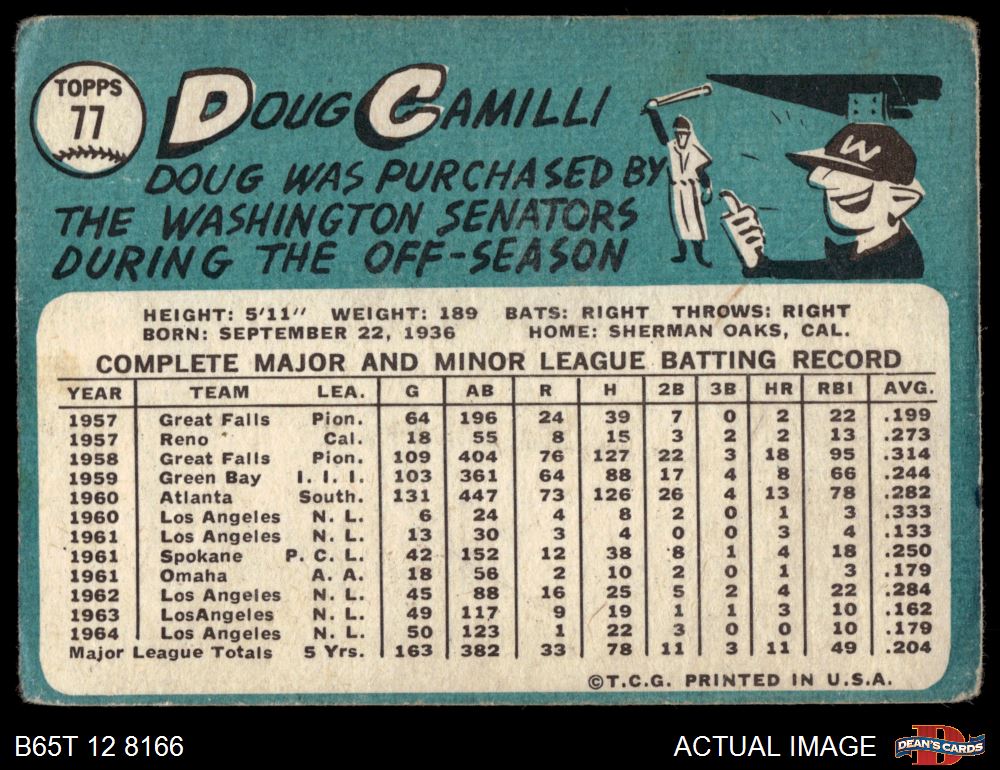 TOPPS
77
DOUG CAMILLI
DOUG WAS PURCHASED BY
THE WASHINGTON SENATORS
DURING THE OFF-SEASON
W
HEIGHT: 5'11" WEIGHT: 189 BATS: RIGHT THROWS: RIGHT
BORN: SEPTEMBER 22, 1936 HOME: SHERMAN OAKS, CAL.
COMPLETE MAJOR AND MINOR LEAGUE BATTING RECORD
YEAR TEAM LEA. G AB R H 2B 3B HR RBI AVG.
1957 Great Falls Pion. 64 196 24 39 7 0 2 22 .199
1957 Reno Cal. 18 55 8 15 3 2 2 13 .273
1958 Great Falls Pion. 109 404 76 127 22 3 18 95 .314
1959 Green Bay I. I. I. 103 361 64 88 17 4 8 66 .244
1960 Atlanta South. 131 447 73 126 26 4 13 78 .282
1960 Los Angeles N. L. 6 24 4 8 2 0 1 3 .333
1961 Los Angeles N. L. 13 30 3 4 0 0 3 4 .133
1961 Spokane P. C. L. 42 152 12 38 8 1 4 18 .250
1961 Omaha A. A. 18 56 2 10 2 0 1 3 .179
1962 Los Angeles N. L. 45 88 16 25 5 2 4 22 .284
1963 LosAngeles N. L. 49 117 9 19 1 1 3 10 .162
1964 Los Angeles N. L. 50 123 1 22 3 0 0 10 .179
Major League Totals 5 Yrs. 163 382 33 78 11 3 11 49 .204
©T.C.G. PRINTED IN U.S.A.
B65T 12 8166 ACTUAL IMAGE DEAN'S CARDS